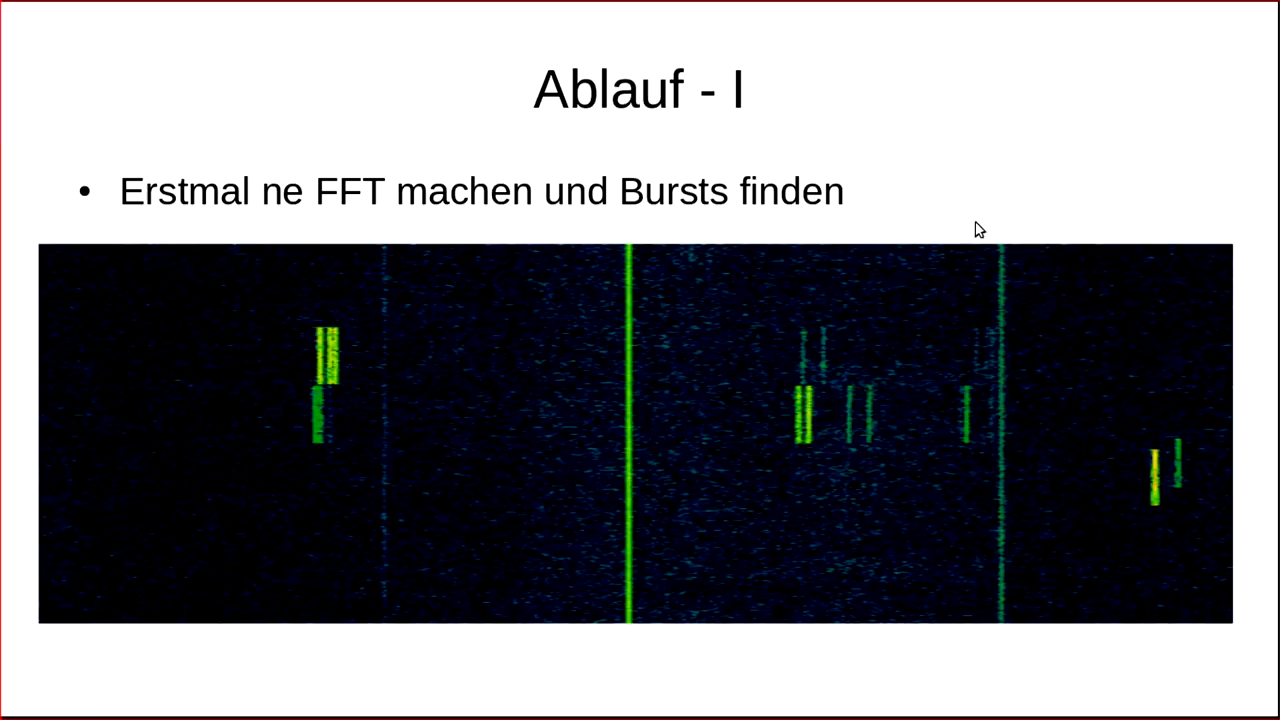 Ablauf - I
• Erstmal ne FFT machen und Bursts finden